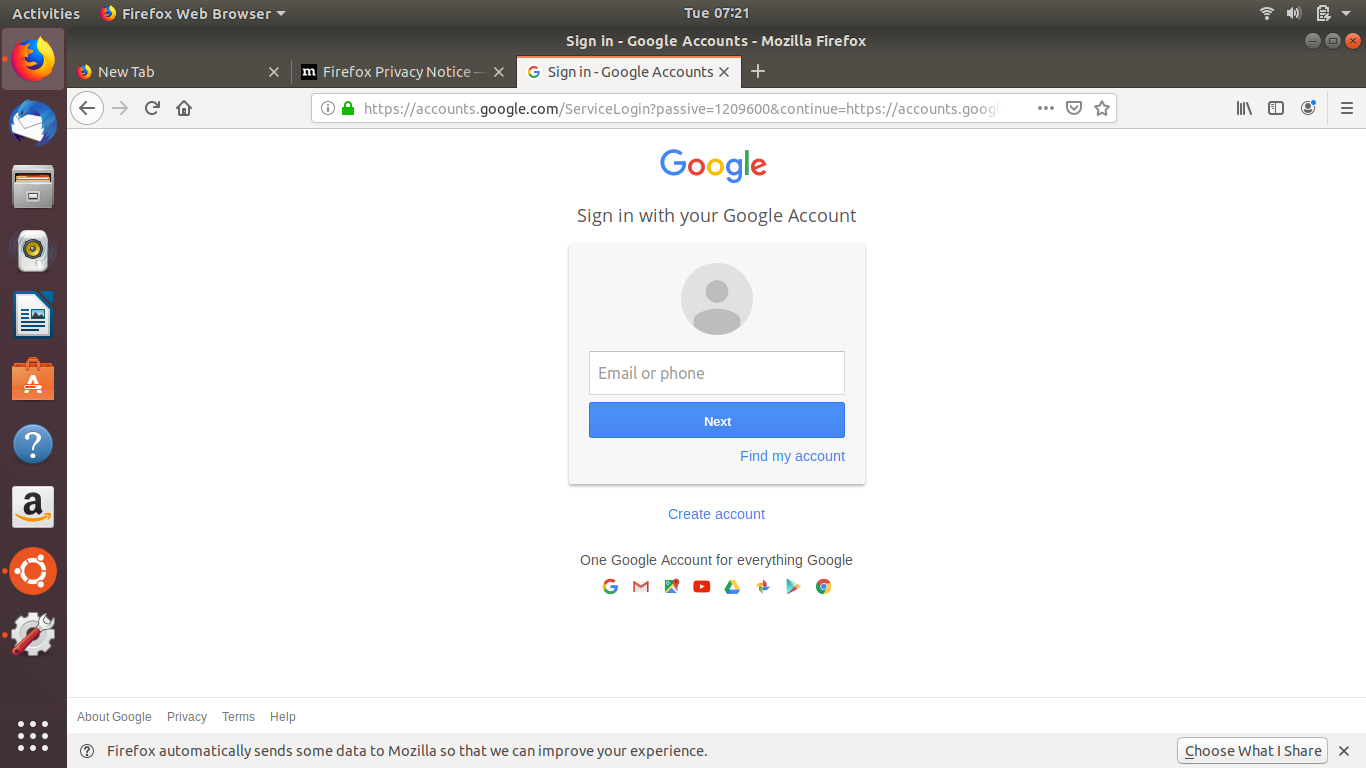 Activities
Firefox Web Browser
Tue 07:21
Sign in - Google Accounts - Mozilla Firefox
New Tab
Firefox Privacy Notice —
Sign in - Google Accounts
https://accounts.google.com/ServiceLogin?passive=1209600&continue=https://accounts.googl
Google
Sign in with your Google Account
Email or phone
Next
Find my account
Create account
One Google Account for everything Google
About Google
Privacy
Terms
Help
Firefox automatically sends some data to Mozilla so that we can improve your experience.
Choose What I Share